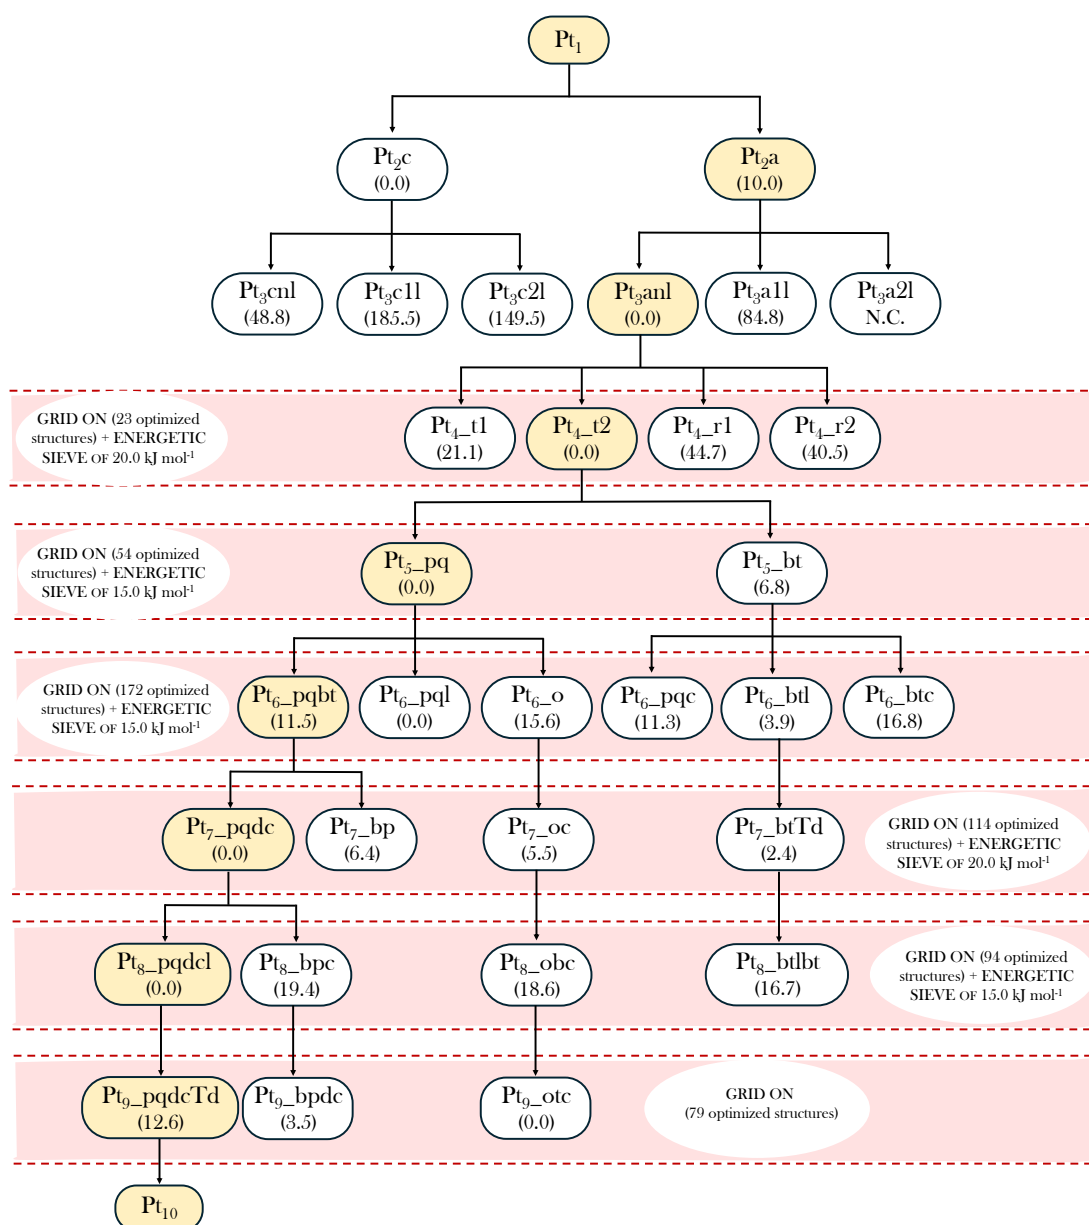 Pt₁
Pt₂c
(0.0)
Pt₂a
(10.0)
Pt₃cnl
(48.8)
Pt₃c1l
(185.5)
Pt₃c2l
(149.5)
Pt₃anl
(0.0)
Pt₃a1l
(84.8)
Pt₃a2l
N.C.
GRID ON (23 optimized
structures) + ENERGETIC
SIEVE OF 20.0 kJ mol⁻¹
Pt₄_t1
(21.1)
Pt₄_t2
(0.0)
Pt₄_r1
(44.7)
Pt₄_r2
(40.5)
GRID ON (54 optimized
structures) + ENERGETIC
SIEVE OF 15.0 kJ mol⁻¹
Pt₅_pq
(0.0)
Pt₅_bt
(6.8)
GRID ON (172 optimized
structures) + ENERGETIC
SIEVE OF 15.0 kJ mol⁻¹
Pt₆_pqbt
(11.5)
Pt₆_pql
(0.0)
Pt₆_o
(15.6)
Pt₆_pqc
(11.3)
Pt₆_btl
(3.9)
Pt₆_btc
(16.8)
Pt₇_pqdc
(0.0)
Pt₇_bp
(6.4)
Pt₇_oc
(5.5)
Pt₇_btTd
(2.4)
GRID ON (114 optimized
structures) + ENERGETIC
SIEVE OF 20.0 kJ mol⁻¹
Pt₈_pqdcl
(0.0)
Pt₈_bpc
(19.4)
Pt₈_obc
(18.6)
Pt₈_btlbt
(16.7)
GRID ON (94 optimized
structures) + ENERGETIC
SIEVE OF 15.0 kJ mol⁻¹
Pt₉_pqdcTd
(12.6)
Pt₉_bpdc
(3.5)
Pt₉_otc
(0.0)
GRID ON
(79 optimized structures)
Pt₁₀